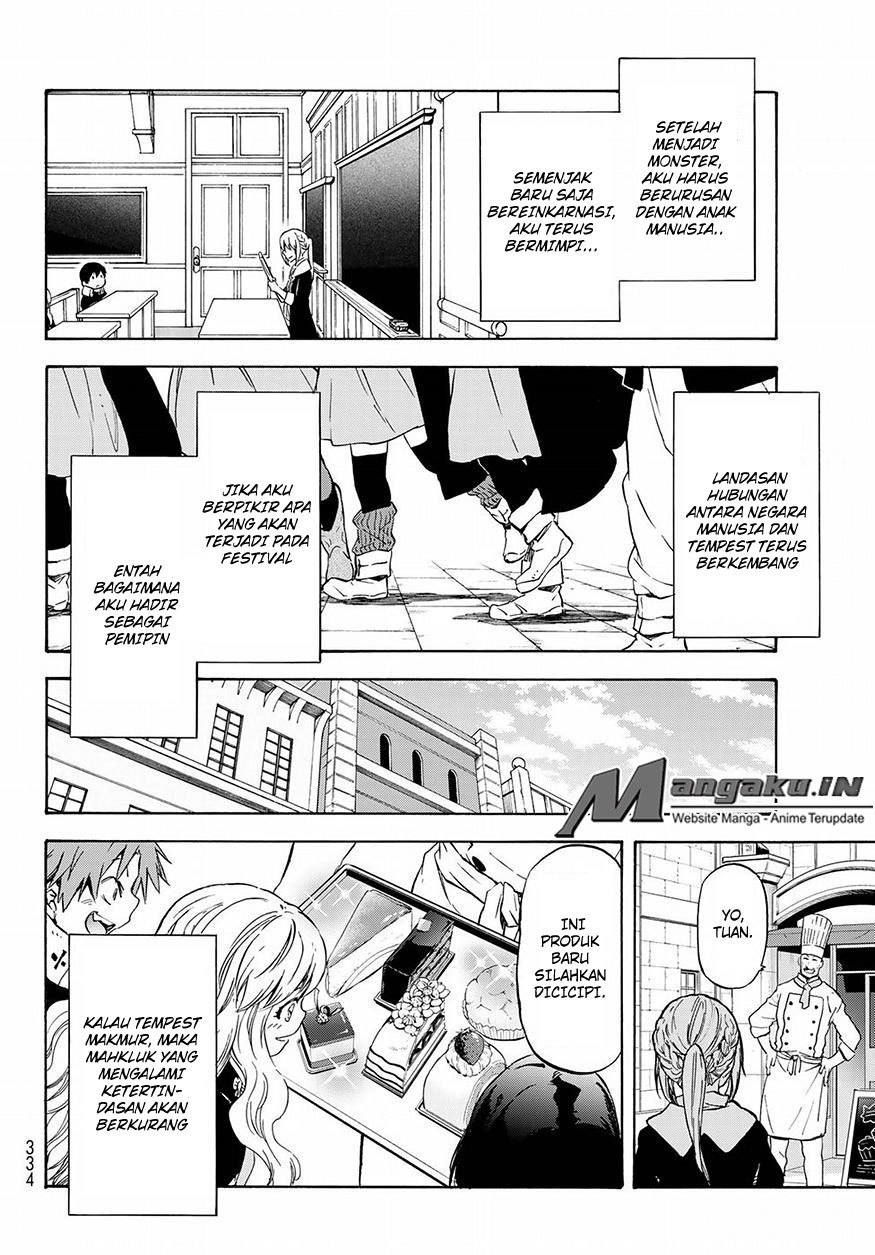 SETELAH
MENJADI
MONSTER,
AKU HARUS
BERURUSAN
DENGAN ANAK
MANUSIA..
SEMENJAK
BARU SAJA
BEREINKARNASI,
AKU TERUS
BERMIMPI...
LANDASAN
HUBUNGAN
ANTARA NEGARA
MANUSIA DAN
TEMPEST TERUS
BERKEMBANG
JIKA AKU
BERPIKIR APA
YANG AKAN
TERJADI PADA
FESTIVAL
ENTAH
BAGAIMANA
AKU HADIR
SEBAGAI
PEMIPIN
Mangaku.in
Website Manga - Anime Terupdate
YO,
TUAN.
INI
PRODUK
BARU
SILAHKAN
DICICIPI.
KALAU TEMPEST
MAKMUR, MAKA
MAHKLUK YANG
MENGALAMI
KETERTIN-
DASAN AKAN
BERKURANG
334